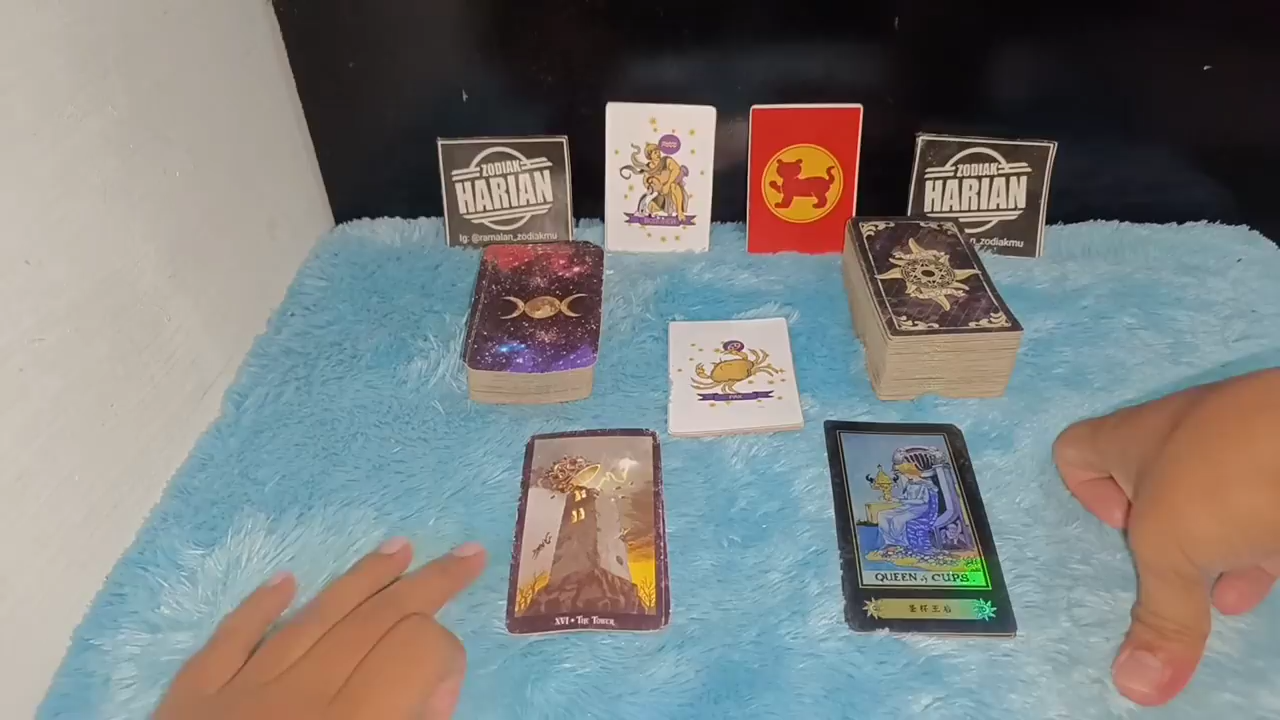 ZODIAK
HARIAN
Ig: @ramalan_zodiakmu
ZODIAK
HARIAN
n_zodiakmu
XVI • THE TOWER
QUEEN of CUPS.
圣杯王后